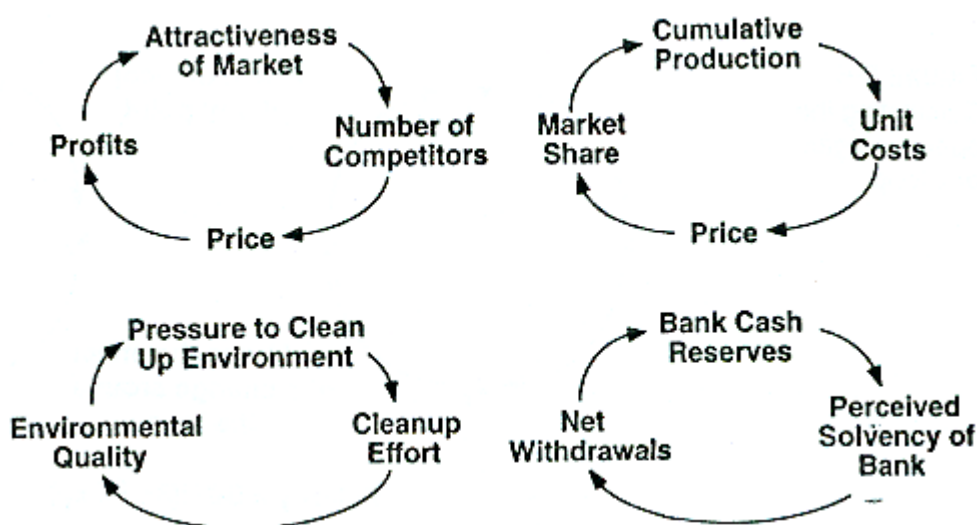 Attractiveness
of Market
Profits
Number of
Competitors
Price
Cumulative
Production
Market
Share
Unit
Costs
Price
Pressure to Clean
Up Environment
Environmental
Quality
Cleanup
Effort
Bank Cash
Reserves
Net
Withdrawals
Perceived
Solvency of
Bank